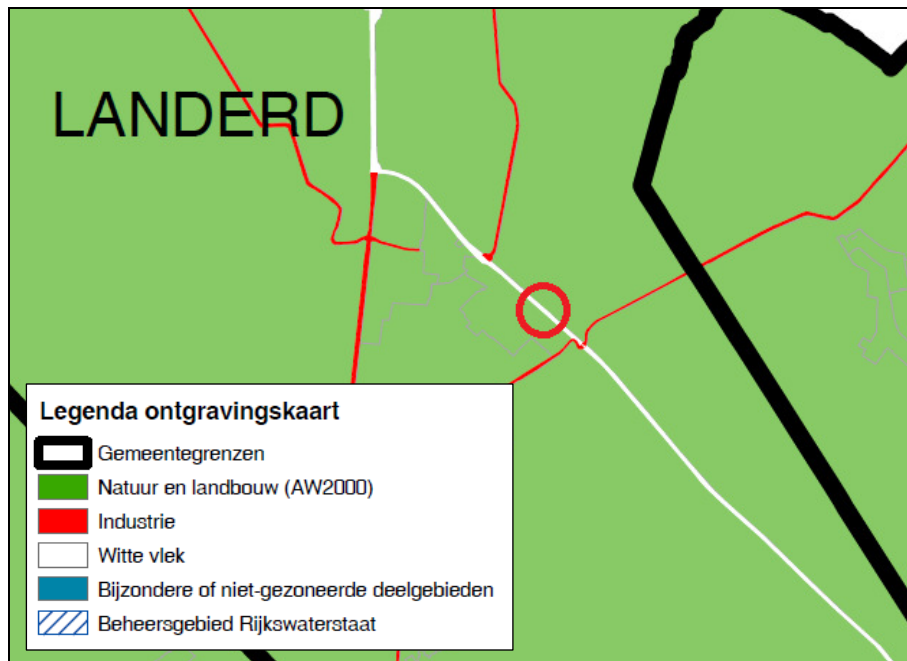 LANDERD
Legenda ontgravingskaart
Gemeentegrenzen
Natuur en landbouw (AW2000)
Industrie
Witte vlek
Bijzondere of niet-gezoneerde deelgebieden
Beheersgebied Rijkswaterstaat